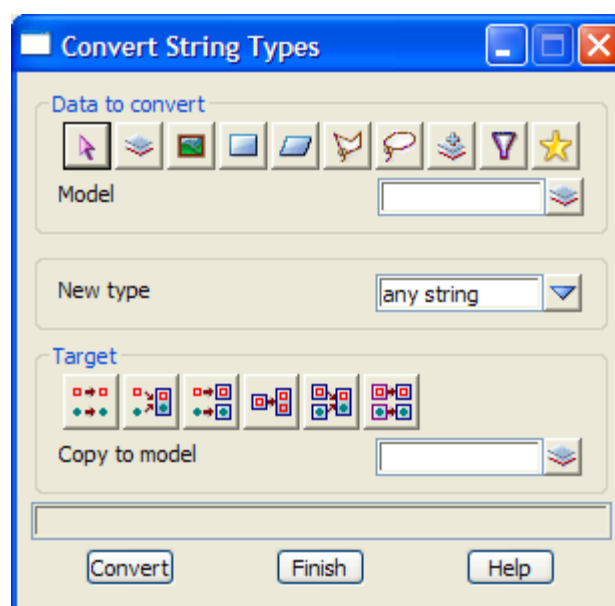 Convert String Types
Data to convert
Model
New type
any string
Target
Copy to model
Convert
Finish
Help